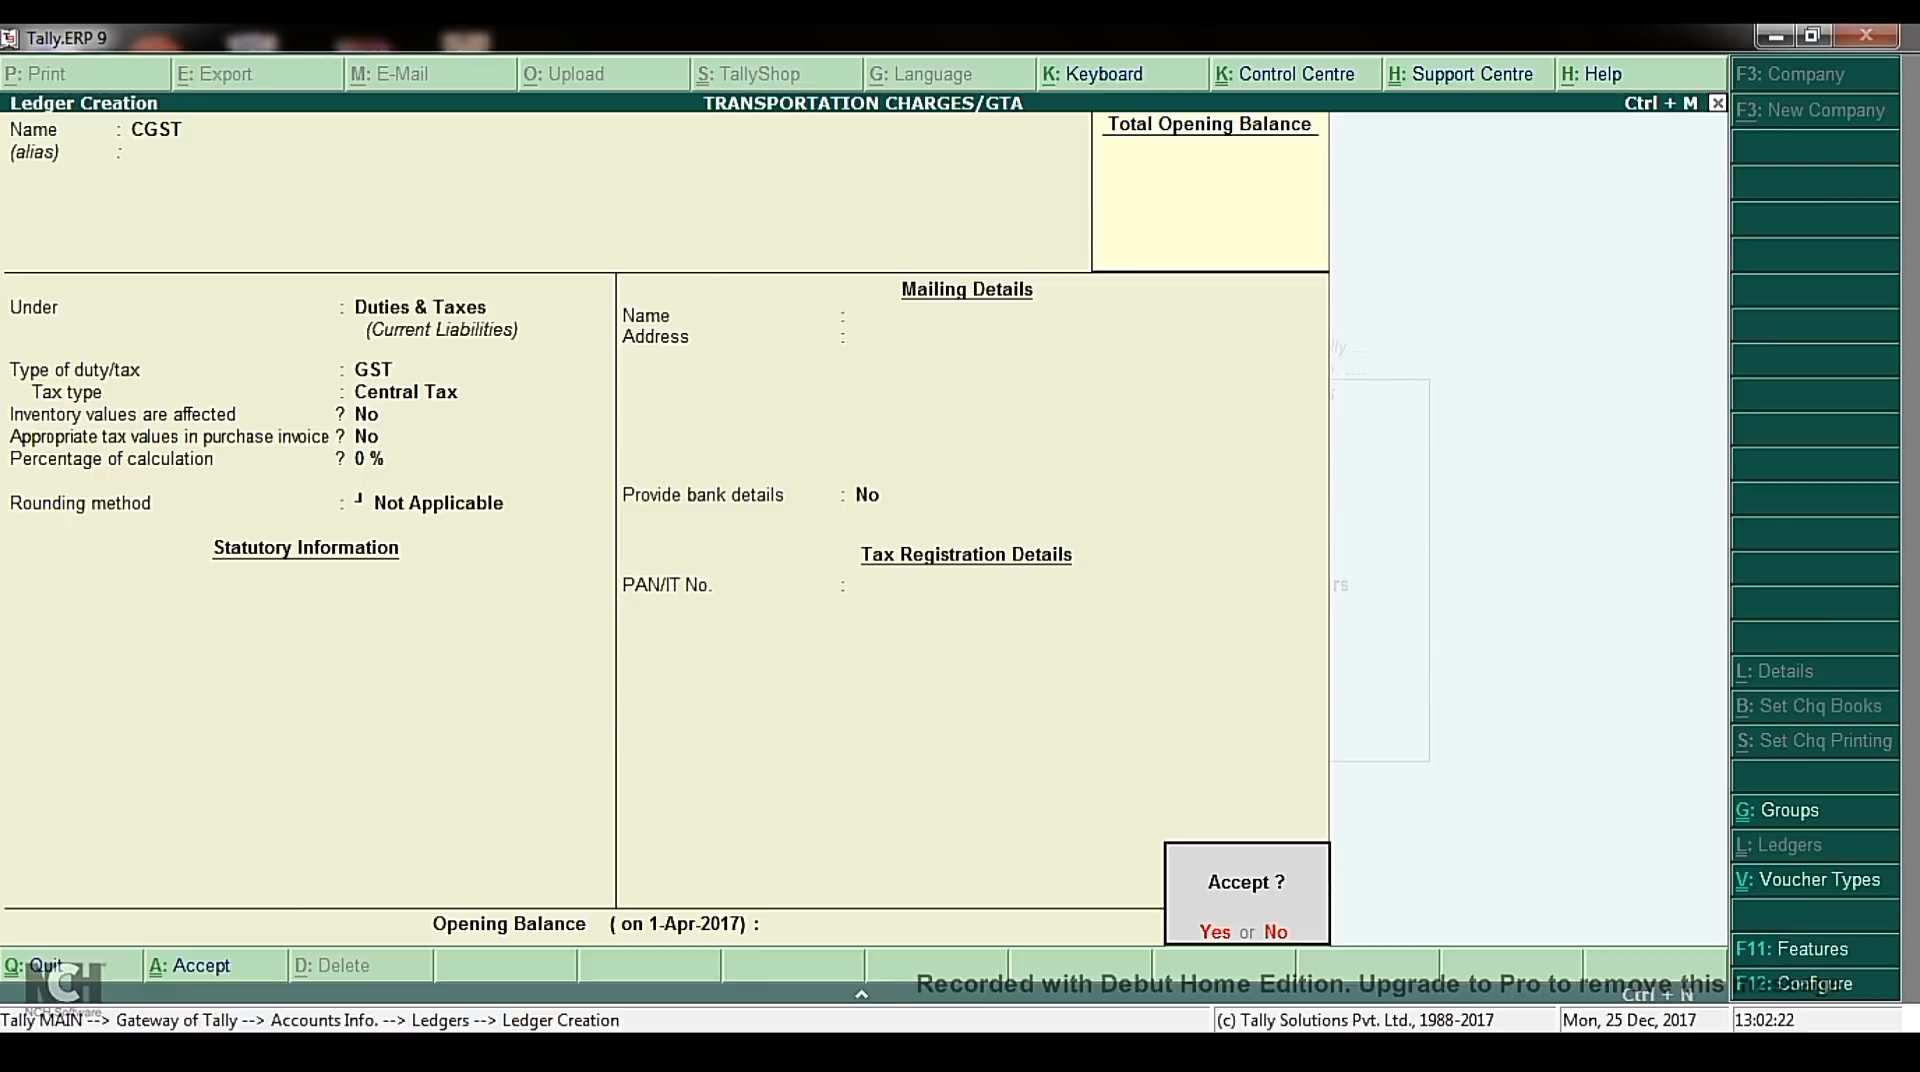 Tally.ERP 9
P: Print E: Export M: E-Mail O: Upload S: TallyShop G: Language K: Keyboard K: Control Centre H: Support Centre H: Help F3: Company
Ledger Creation TRANSPORTATION CHARGES/GTA Ctrl + M
F3: New Company
Name : CGST
(alias) :
Total Opening Balance
Under : Duties & Taxes
(Current Liabilities)
Type of duty/tax : GST
Tax type : Central Tax
Inventory values are affected ? No
Appropriate tax values in purchase invoice ? No
Percentage of calculation ? 0 %
Rounding method : ┘ Not Applicable
Statutory Information
Mailing Details
Name :
Address :
Provide bank details : No
Tax Registration Details
PAN/IT No. :
Accept ?
Yes or No
Opening Balance ( on 1-Apr-2017) :
L: Details
B: Set Chq Books
S: Set Chq Printing
G: Groups
L: Ledgers
V: Voucher Types
F11: Features
F12: Configure
Q: Quit A: Accept D: Delete
NCH Software
Recorded with Debut Home Edition. Upgrade to Pro to remove this
Ctrl + N
Tally MAIN --> Gateway of Tally --> Accounts Info. --> Ledgers --> Ledger Creation (c) Tally Solutions Pvt. Ltd., 1988-2017 Mon, 25 Dec, 2017 13:02:22